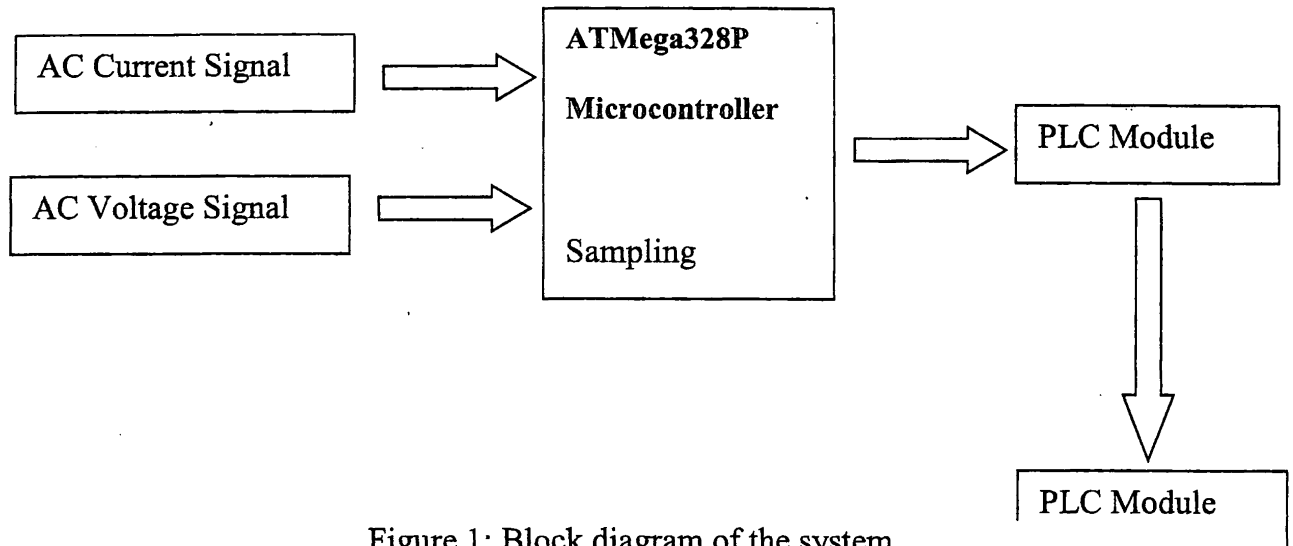 AC Current Signal
AC Voltage Signal
ATMega328P
Microcontroller
Sampling
PLC Module
PLC Module
Figure 1: Block diagram of the system